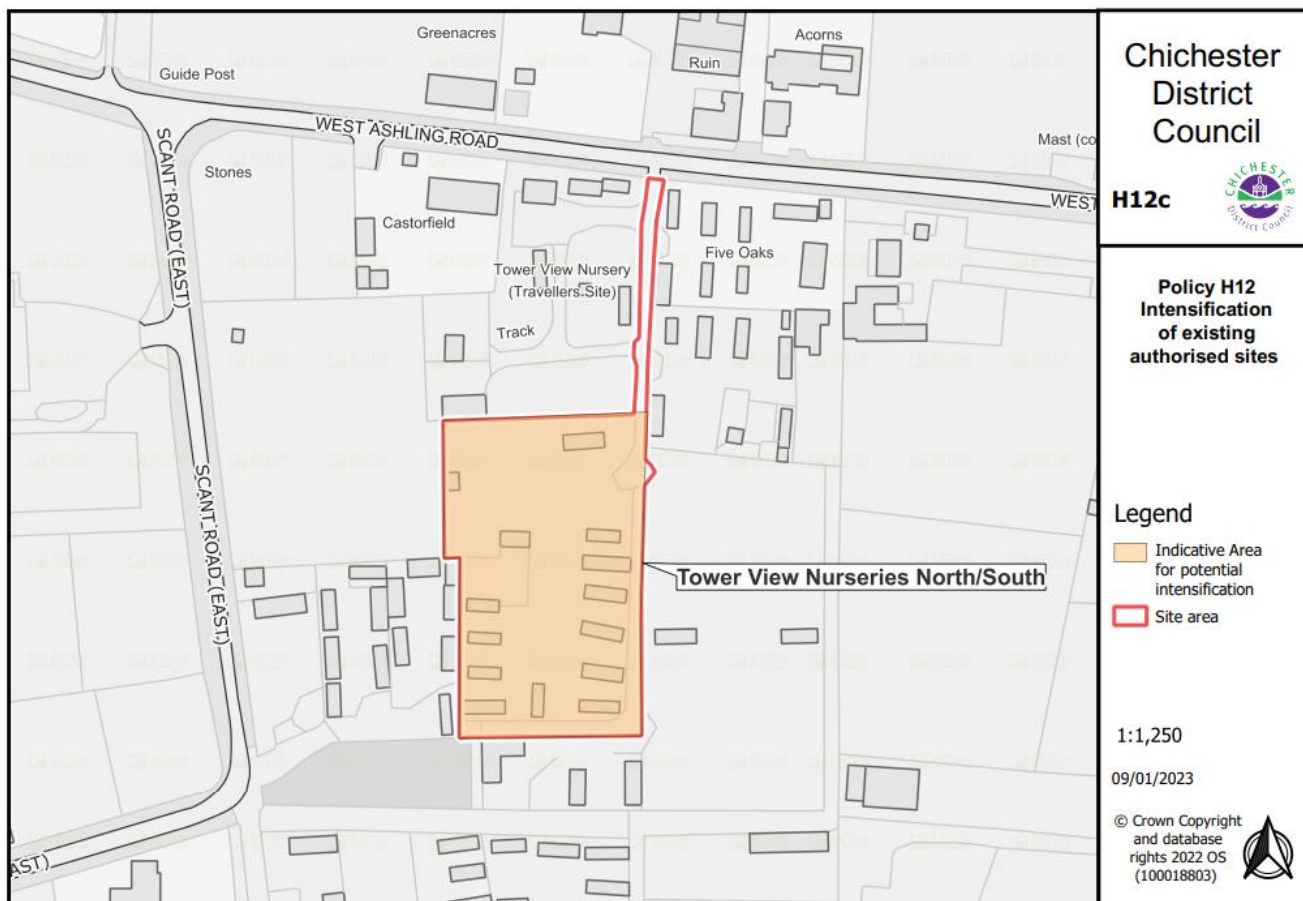 Greenacres
Acorns
Guide Post
Ruin
WEST ASHLING ROAD
Mast (co
SCANT ROAD (EAST)
Stones
WEST
Castorfield
Five Oaks
Tower View Nursery
(Travellers Site)
Track
SCANT ROAD (EAST)
Tower View Nurseries North/South
EAST)
Chichester
District
Council
H12c
CHICHESTER
District Council
Policy H12
Intensification
of existing
authorised sites
Legend
Indicative Area
for potential
intensification
Site area
1:1,250
09/01/2023
© Crown Copyright
and database
rights 2022 OS
(100018803)